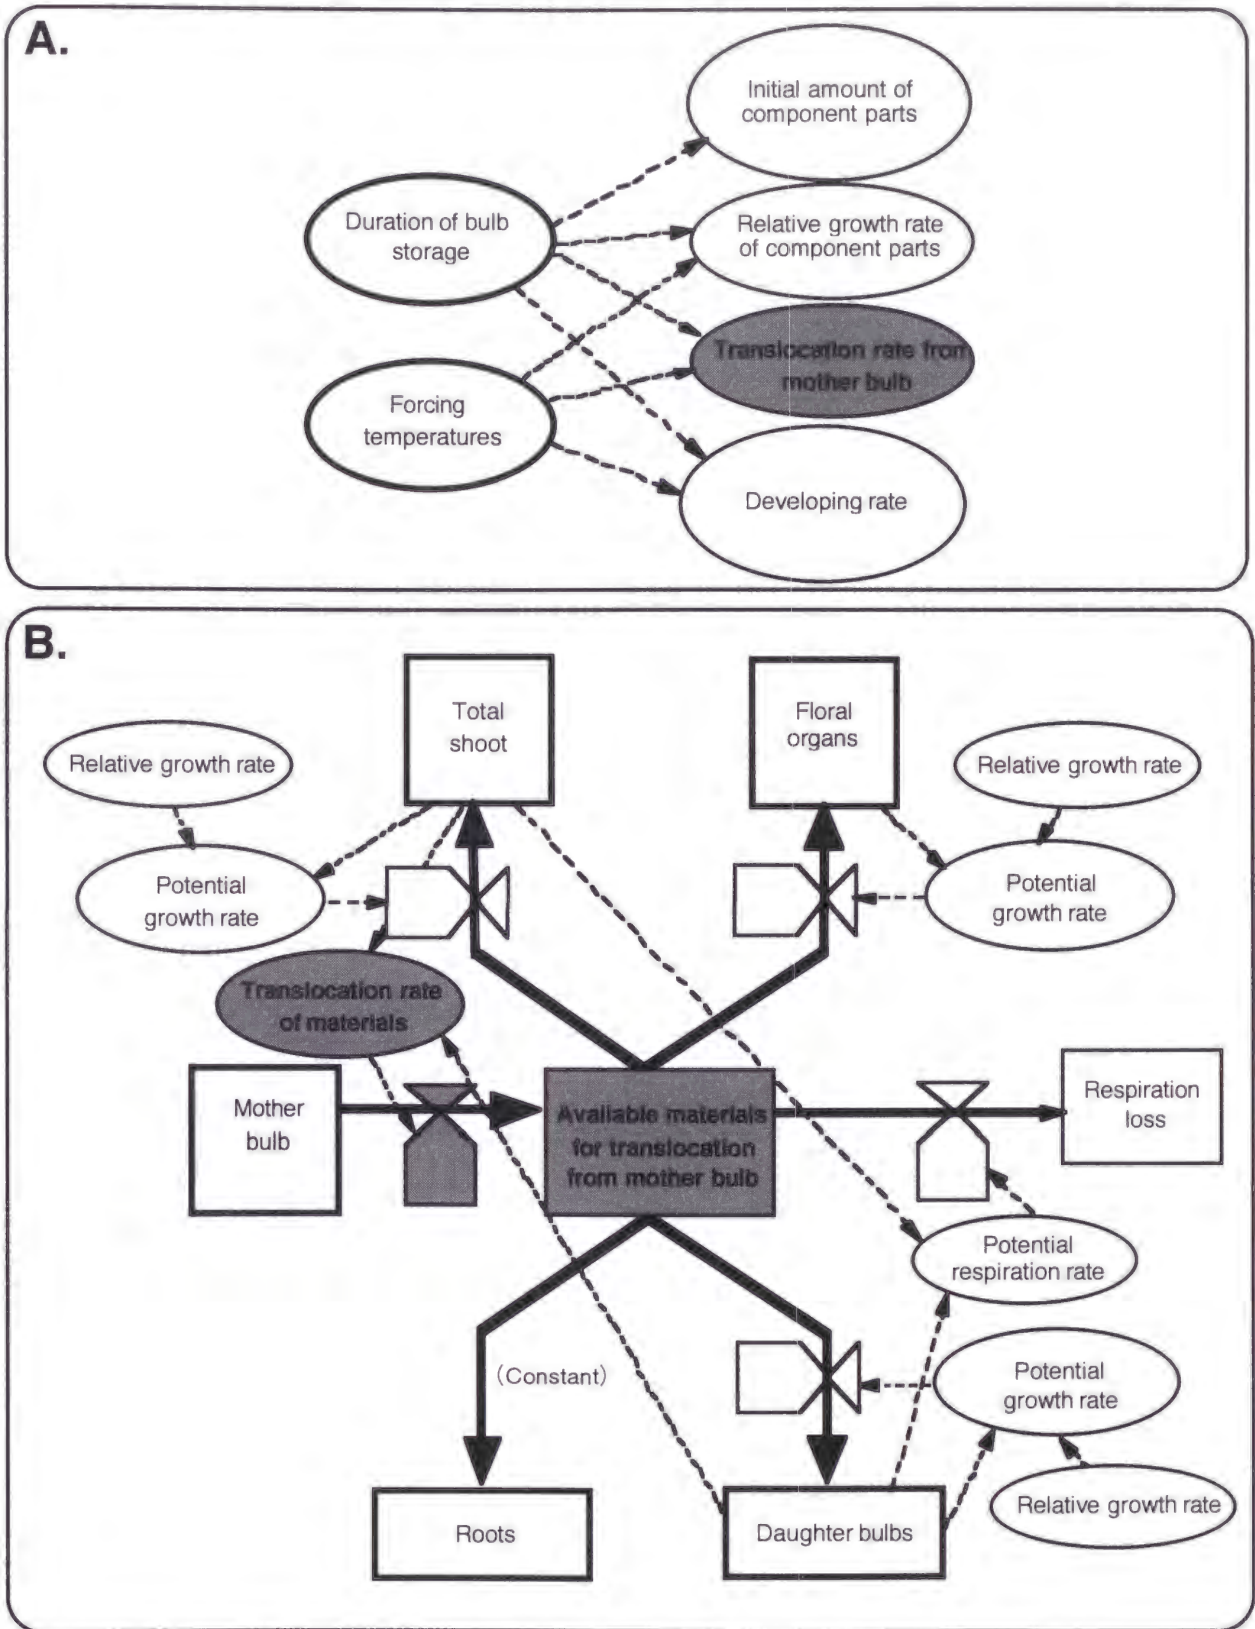 A.
Initial amount of
component parts
Duration of bulb
storage
Relative growth rate
of component parts
Translocation rate from
mother bulb
Forcing
temperatures
Developing rate
B.
Total
shoot
Floral
organs
Relative growth rate
Relative growth rate
Potential
growth rate
Potential
growth rate
Translocation rate
of materials
Mother
bulb
Available materials
for translocation
from mother bulb
Respiration
loss
Potential
respiration rate
(Constant)
Potential
growth rate
Relative growth rate
Roots
Daughter bulbs